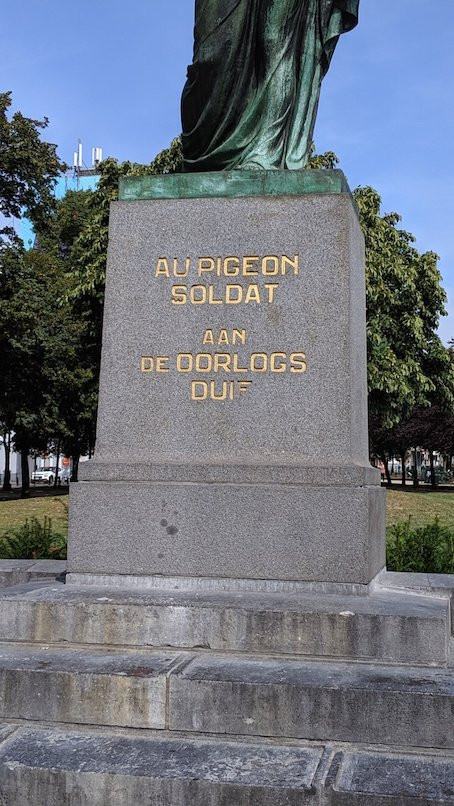 AU PIGEON
SOLDAT
AAN
DE OORLOGS
DUIF